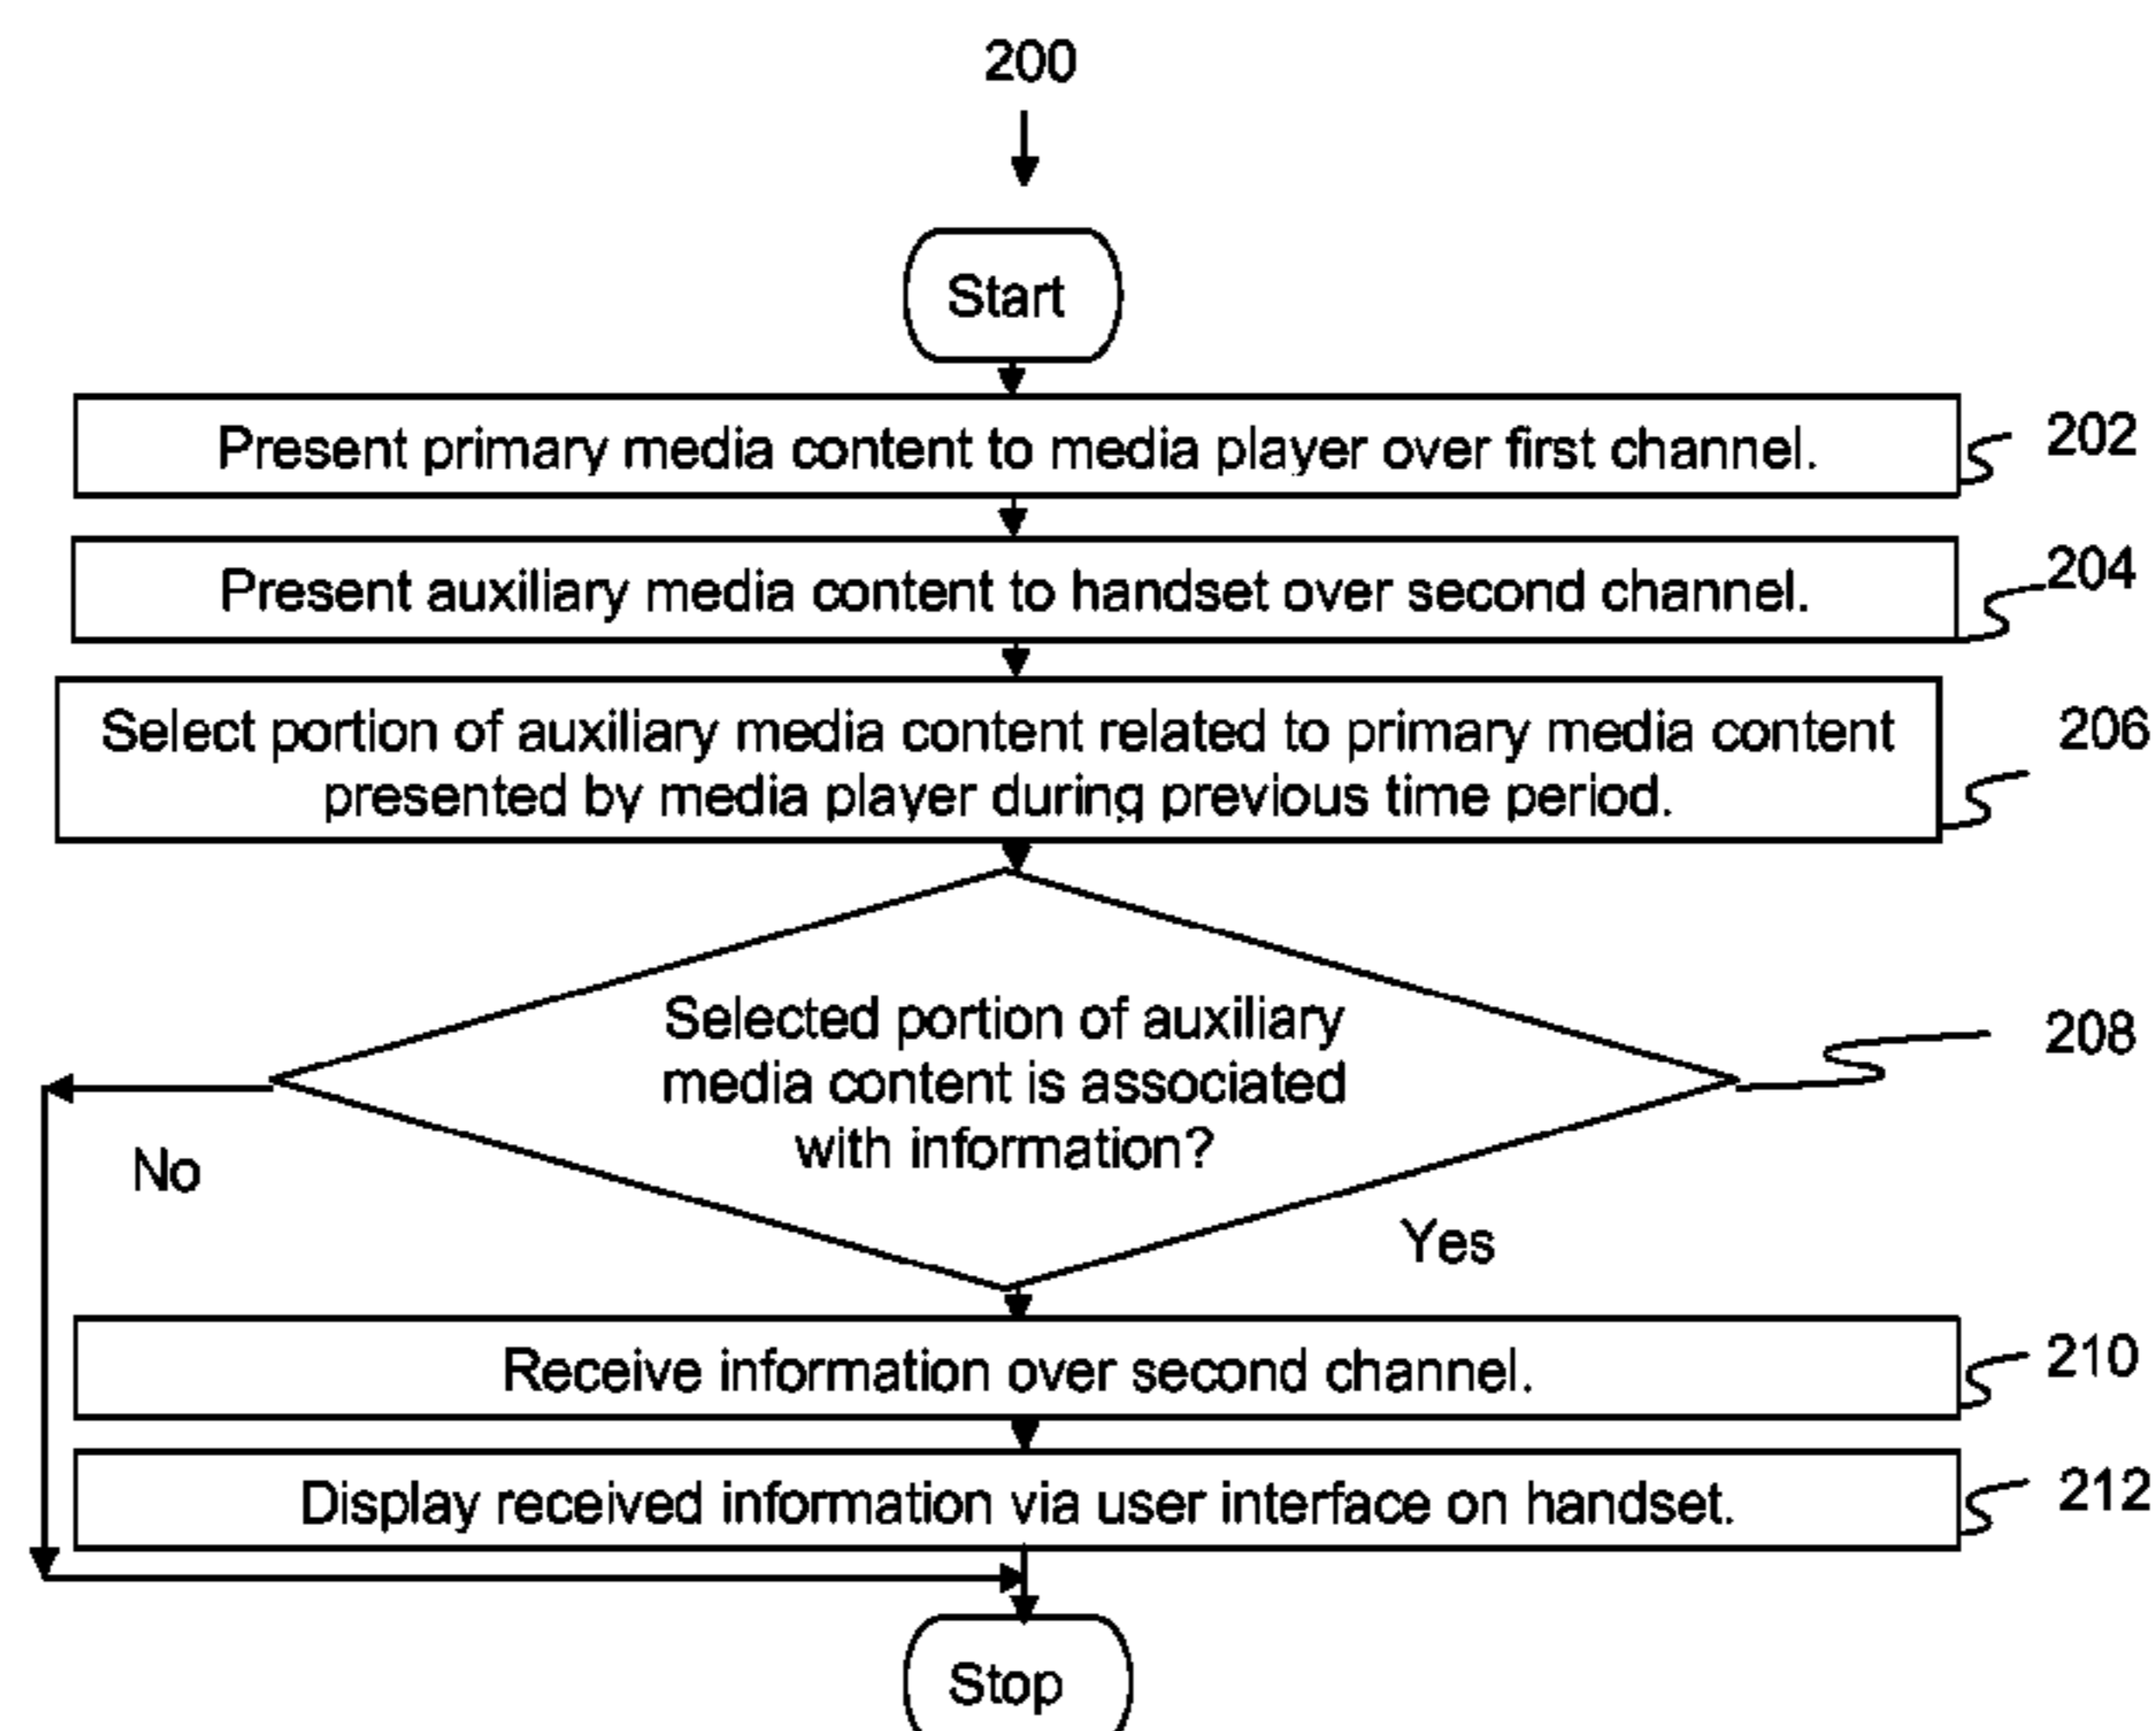 200
Start
Present primary media content to media player over first channel.
202
Present auxiliary media content to handset over second channel.
204
Select portion of auxiliary media content related to primary media content
presented by media player during previous time period.
206
Selected portion of auxiliary
media content is associated
with information?
208
No
Yes
Receive information over second channel.
210
Display received information via user interface on handset.
212
Stop